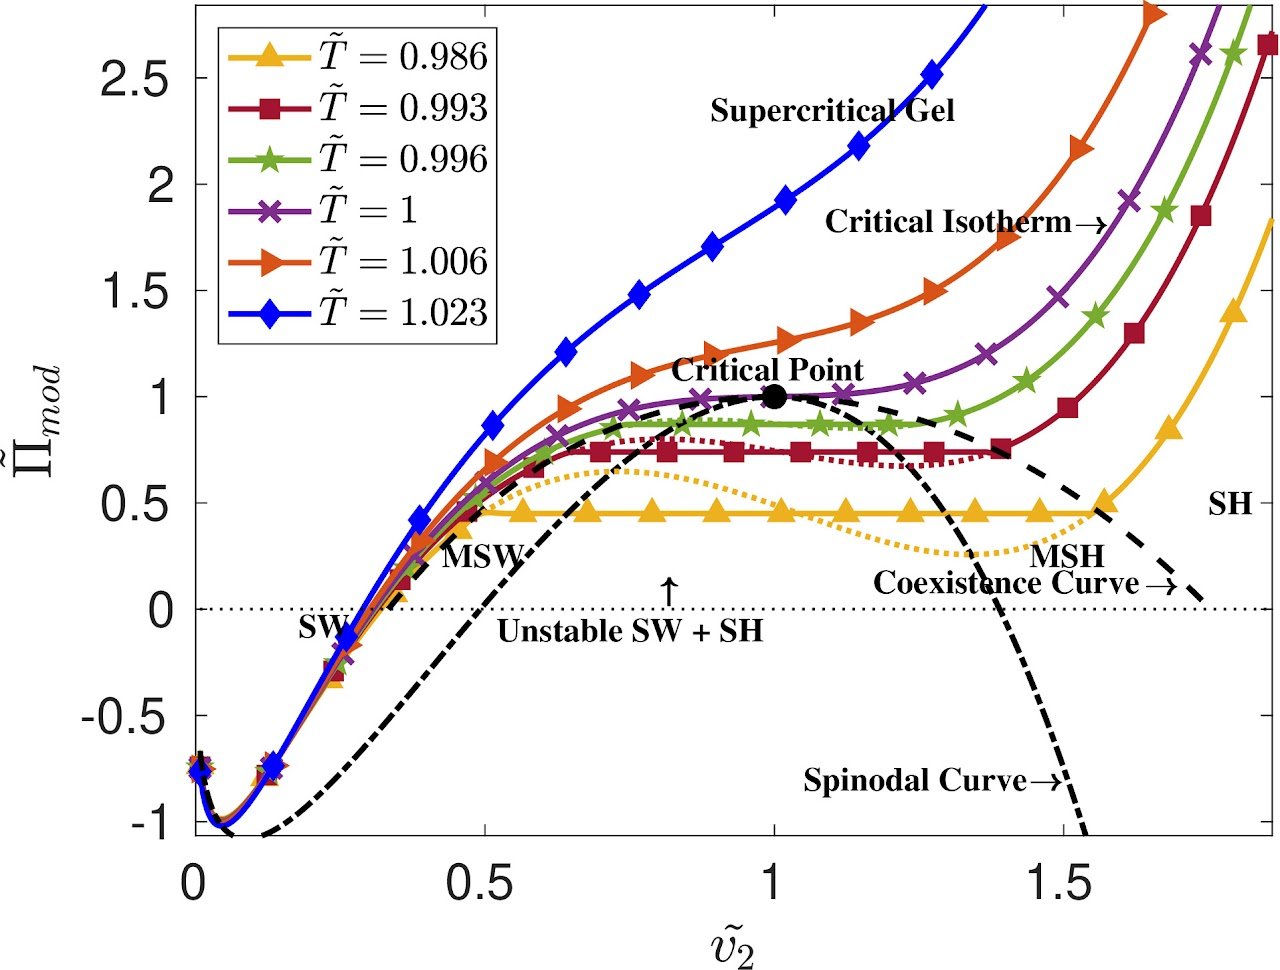 T̃ = 0.986
T̃ = 0.993
T̃ = 0.996
T̃ = 1
T̃ = 1.006
T̃ = 1.023
Supercritical Gel
Critical Isotherm→
Critical Point
SH
MSW
MSH
Coexistence Curve→
↑
SW
Unstable SW + SH
Spinodal Curve→
2.5
2
1.5
1
0.5
0
-0.5
-1
Π̃mod
0
0.5
1
1.5
ṽ2